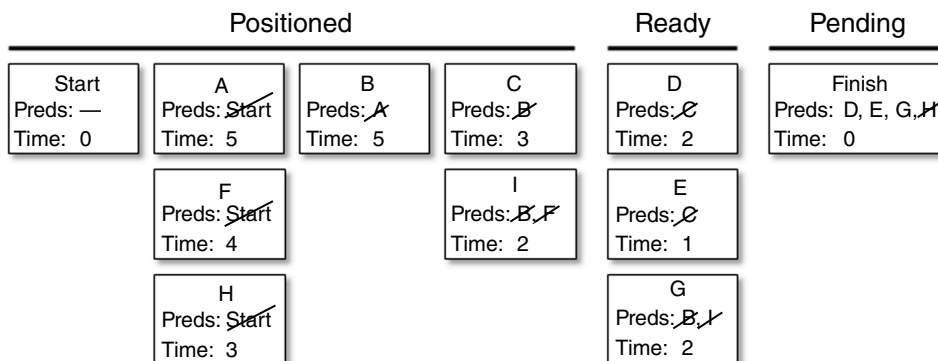 Positioned
Ready
Pending
Start
Preds: —
Time: 0
A
Preds: Start
Time: 5
B
Preds: A
Time: 5
C
Preds: B
Time: 3
D
Preds: C
Time: 2
Finish
Preds: D, E, G, H
Time: 0
F
Preds: Start
Time: 4
I
Preds: B, F
Time: 2
E
Preds: C
Time: 1
H
Preds: Start
Time: 3
G
Preds: B, I
Time: 2